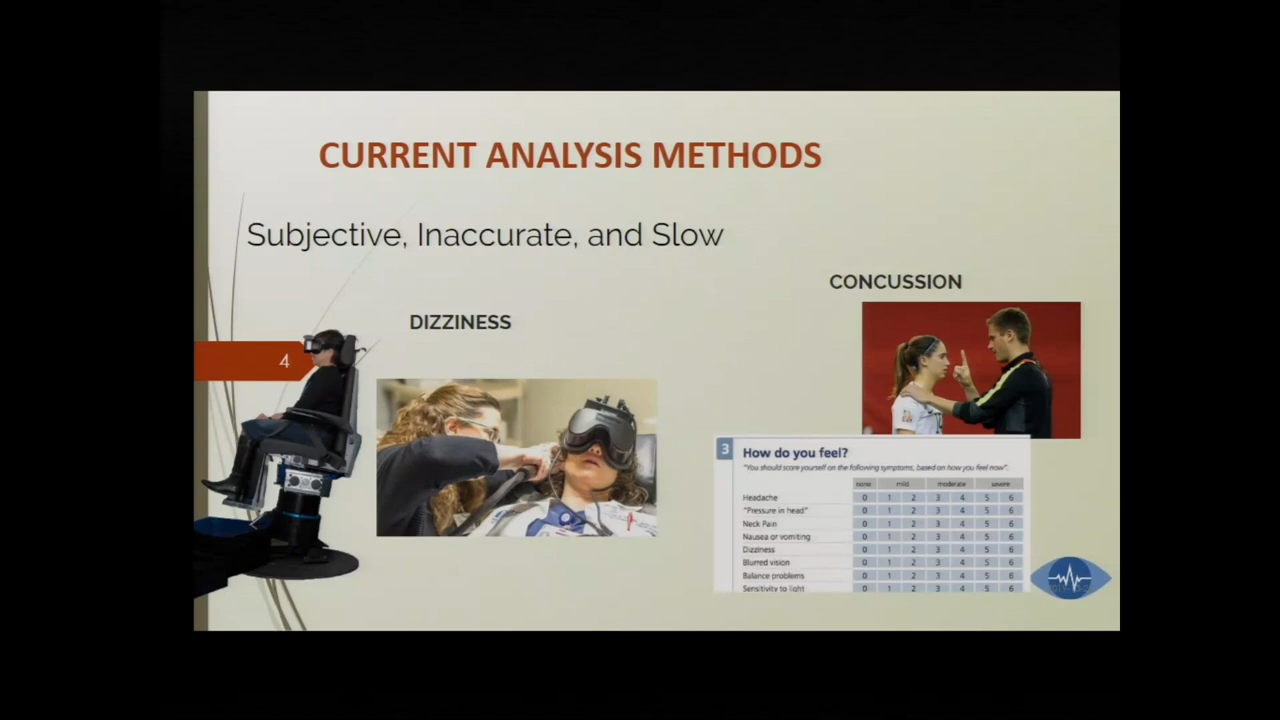 CURRENT ANALYSIS METHODS
Subjective, Inaccurate, and Slow
CONCUSSION
DIZZINESS
4
3 How do you feel?
"You should score yourself on the following symptoms, based on how you feel now".
none mild moderate severe
Headache 0 1 2 3 4 5 6
"Pressure in head" 0 1 2 3 4 5 6
Neck Pain 0 1 2 3 4 5 6
Nausea or vomiting 0 1 2 3 4 5 6
Dizziness 0 1 2 3 4 5 6
Blurred vision 0 1 2 3 4 5 6
Balance problems 0 1 2 3 4 5 6
Sensitivity to light 0 1 2 3 4 5 6